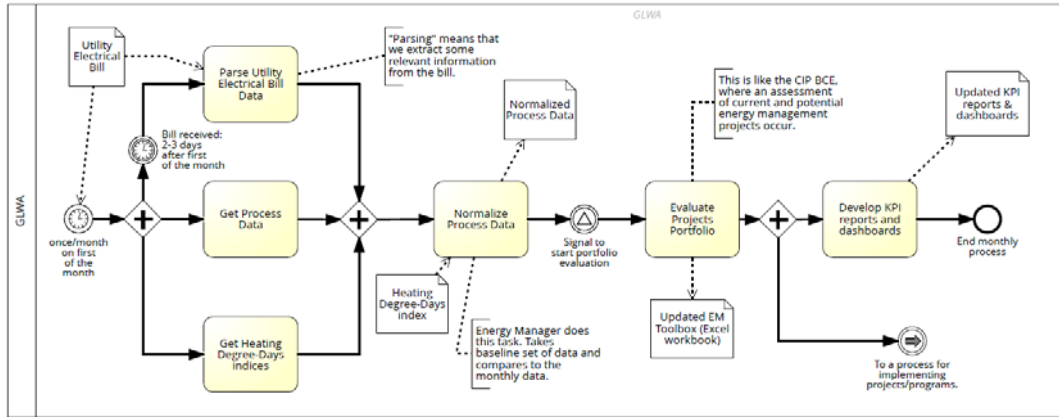 GLWA
GLWA
Utility
Electrical
Bill
Parse Utility
Electrical Bill
Data
"Parsing" means that
we extract some
relevant information
from the bill.
Bill received:
2-3 days
after first
of the month
once/month
on first
of the month
Get Process
Data
Get Heating
Degree-Days
indices
Normalized
Process Data
Normalize
Process Data
Heating
Degree-Days
index
Energy Manager does
this task. Takes
baseline set of data and
compares to the
monthly data.
Signal to
start portfolio
evaluation
This is like the CIP BCE,
where an assessment
of current and potential
energy management
projects occur.
Evaluate
Projects
Portfolio
Updated EM
Toolbox (Excel
workbook)
Updated KPI
reports &
dashboards
Develop KPI
reports and
dashboards
End monthly
process
To a process for
implementing
projects/programs.